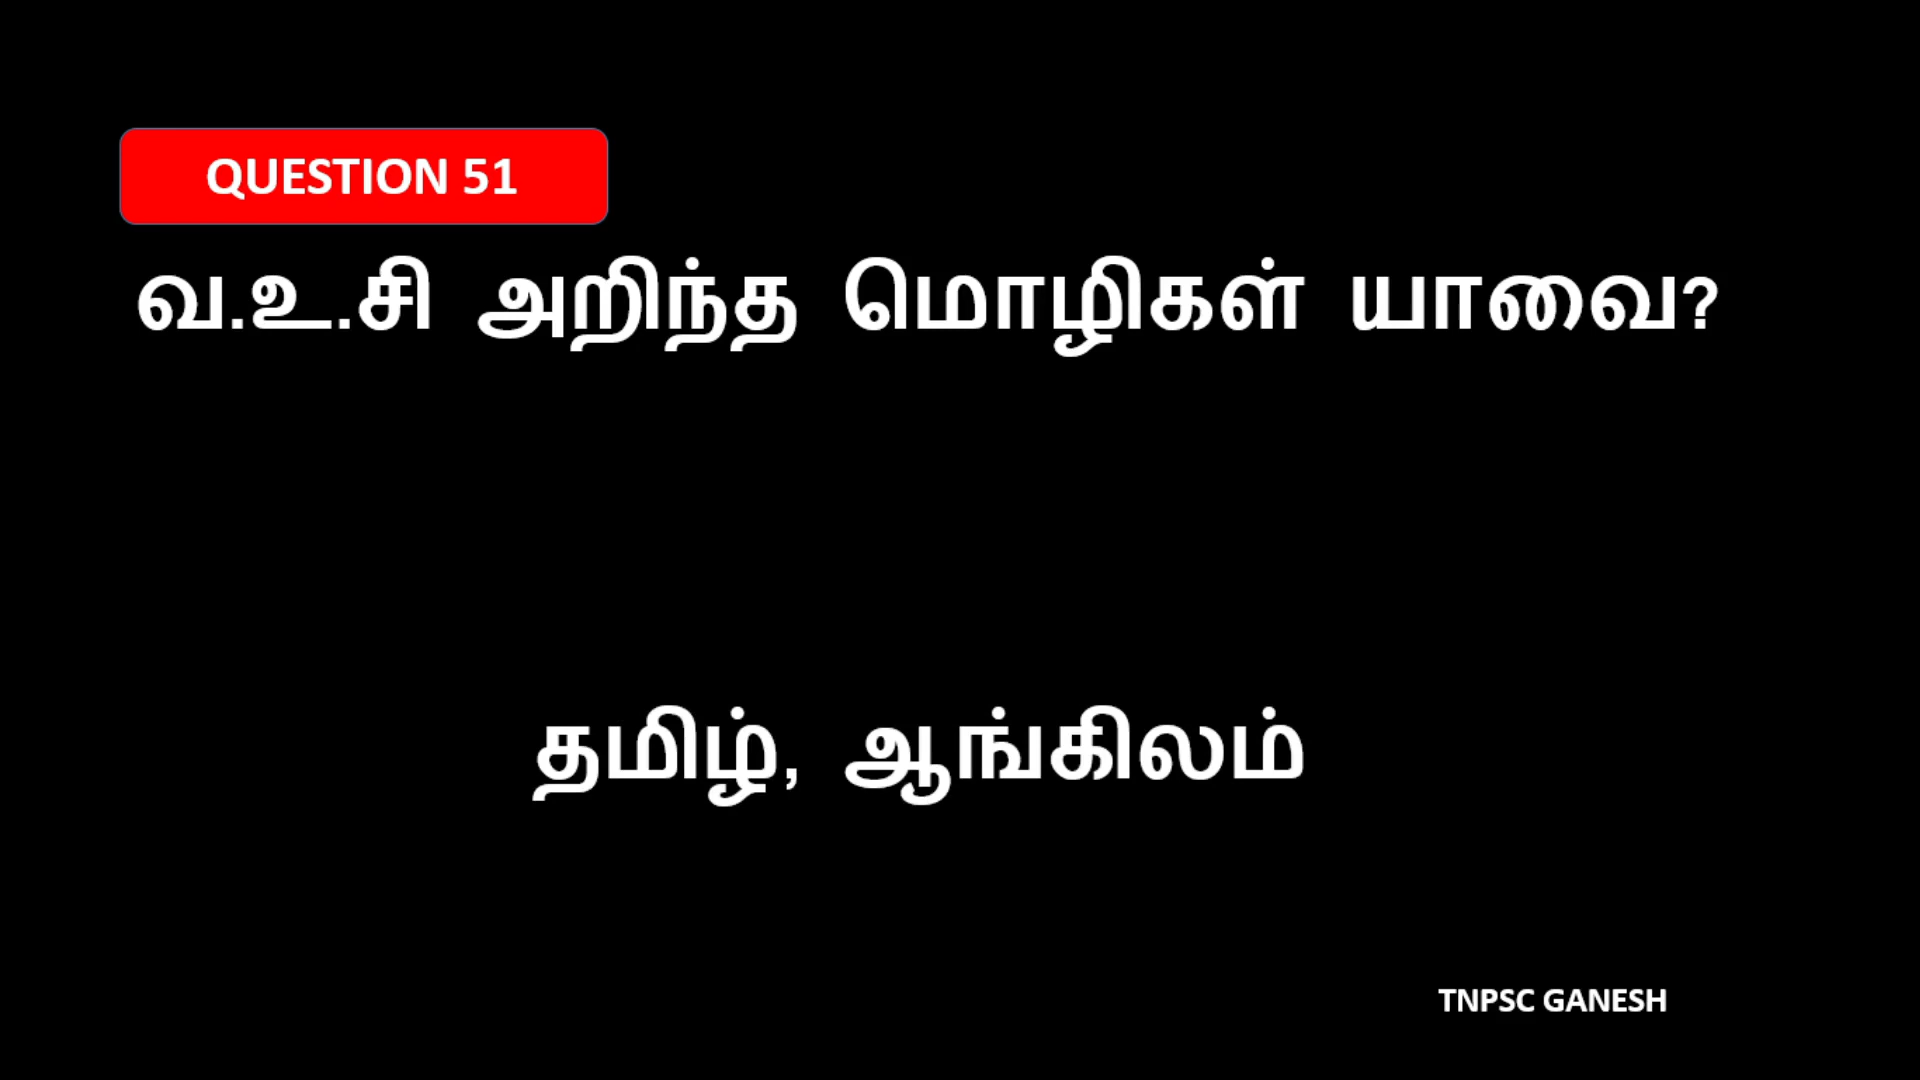 QUESTION 51
வ.உ.சி அறிந்த மொழிகள் யாவை?
தமிழ், ஆங்கிலம்
TNPSC GANESH